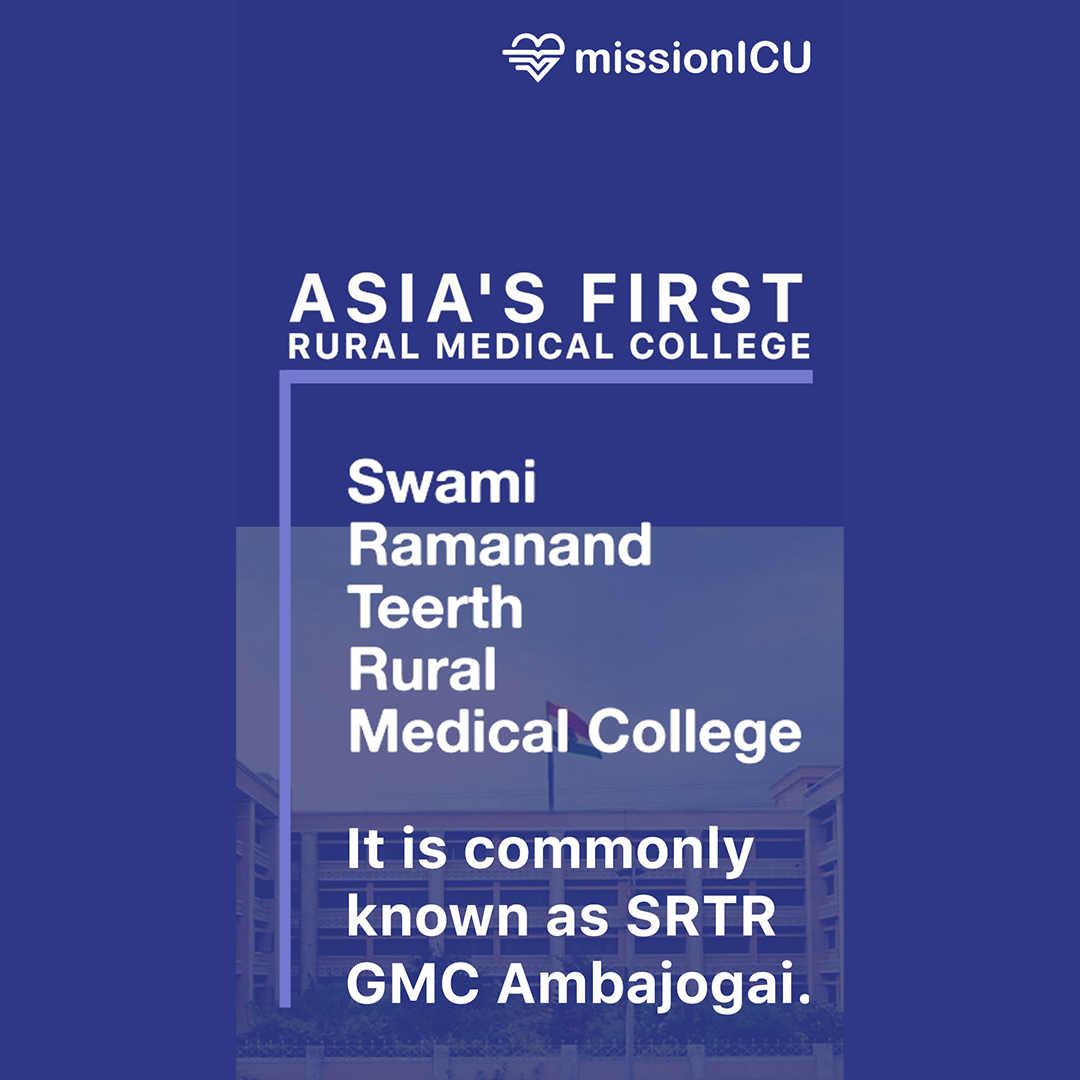 missionICU
ASIA'S FIRST
RURAL MEDICAL COLLEGE
Swami
Ramanand
Teerth
Rural
Medical College
It is commonly
known as SRTR
GMC Ambajogai.